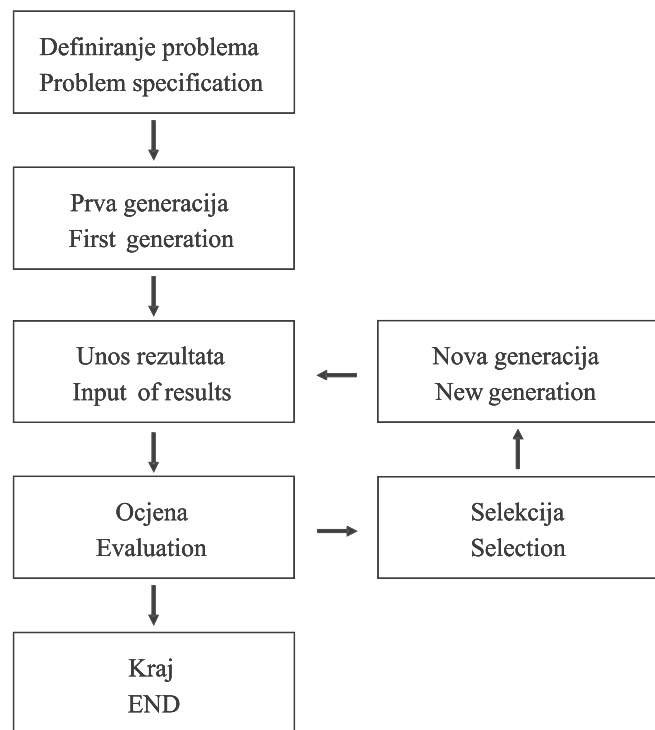 Definiranje problema
Problem specification
Prva generacija
First generation
Unos rezultata
Input of results
Nova generacija
New generation
Ocjena
Evaluation
Selekcija
Selection
Kraj
END